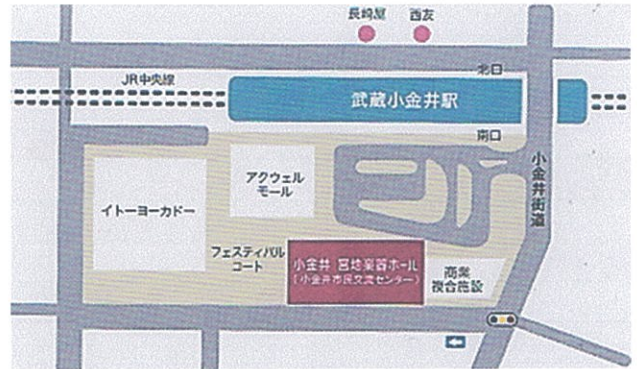 長崎屋
西友
北口
JR中央線
武蔵小金井駅
南口
小金井街道
アクウェル
モール
イトーヨーカドー
フェスティバル
コート
小金井 宮地楽器ホール
(小金井市民交流センター)
商業
複合施設